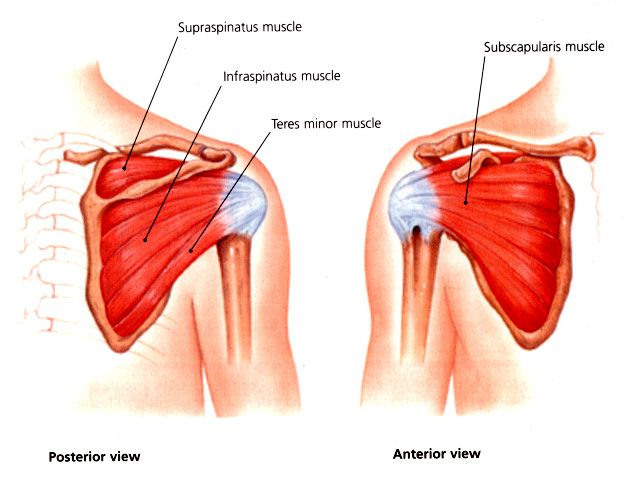 Supraspinatus muscle
Infraspinatus muscle
Teres minor muscle
Subscapularis muscle
Posterior view
Anterior view